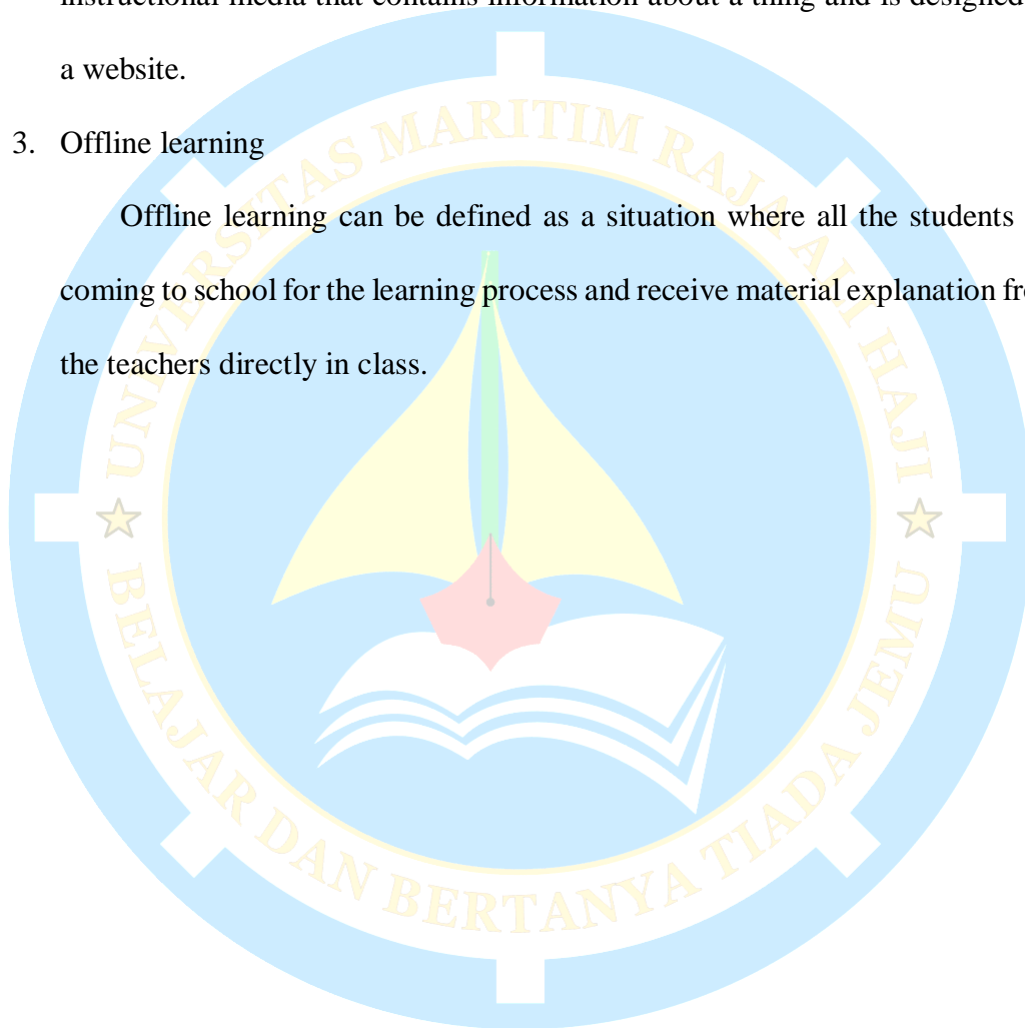 instructional media that contains information about a thing and is designed
a website.
3. Offline learning
Offline learning can be defined as a situation where all the students
coming to school for the learning process and receive material explanation
the teachers directly in class.
UNIVERSITAS MARITIM RAJA ALI HAJI
BELAJAR DAN BERTANYA TIADA JEMU